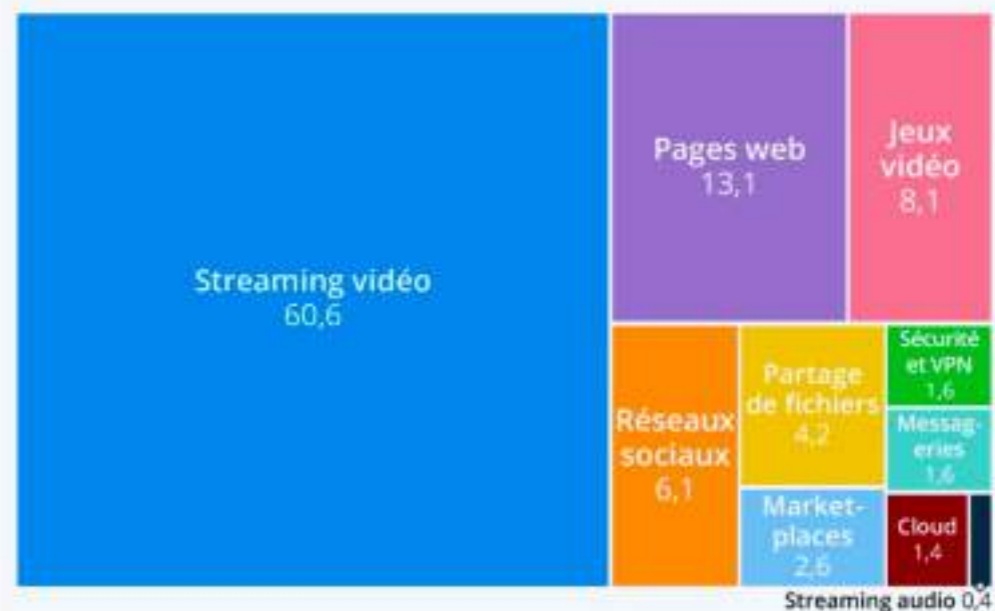 Streaming vidéo
60,6
Pages web
13,1
Jeux
vidéo
8,1
Réseaux
sociaux
6,1
Partage
de fichiers
4,2
Market-
places
2,6
Sécurité
et VPN
1,6
Messag-
eries
1,6
Cloud
1,4
Streaming audio 0,4